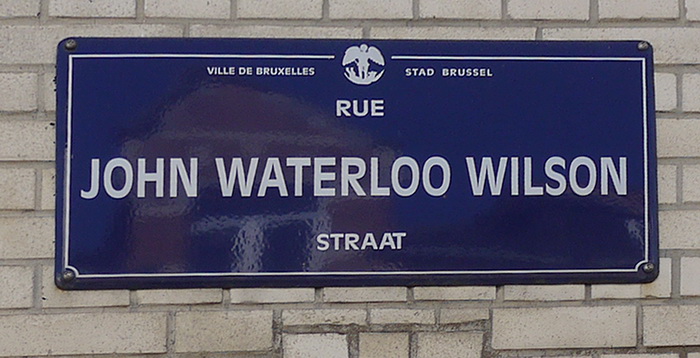 VILLE DE BRUXELLES STAD BRUSSEL
RUE
JOHN WATERLOO WILSON
STRAAT